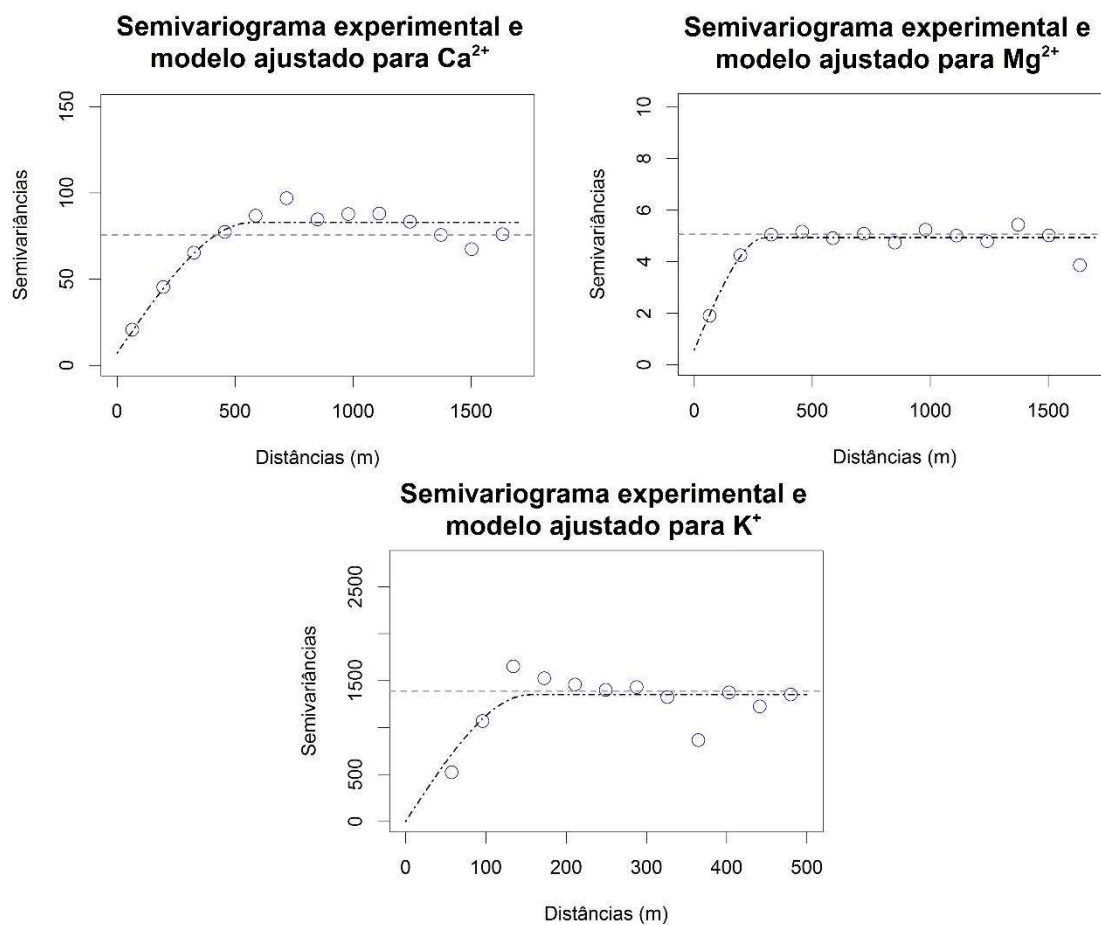 Semivariograma experimental e
modelo ajustado para Ca²⁺
150
100
50
0
Semivariâncias
0 500 1000 1500
Distâncias (m)
Semivariograma experimental e
modelo ajustado para Mg²⁺
10
8
6
4
2
0
Semivariâncias
0 500 1000 1500
Distâncias (m)
Semivariograma experimental e
modelo ajustado para K⁺
2500
1500
500
0
Semivariâncias
0 100 200 300 400 500
Distâncias (m)